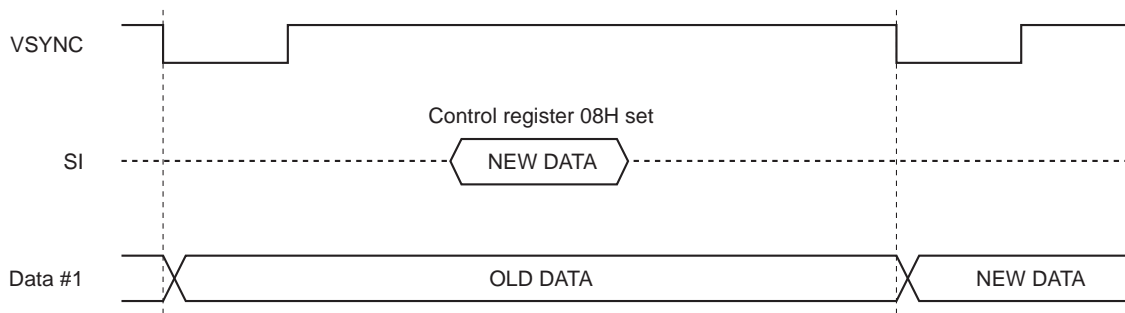 VSYNC
Control register 08H set
SI
NEW DATA
Data #1
OLD DATA
NEW DATA